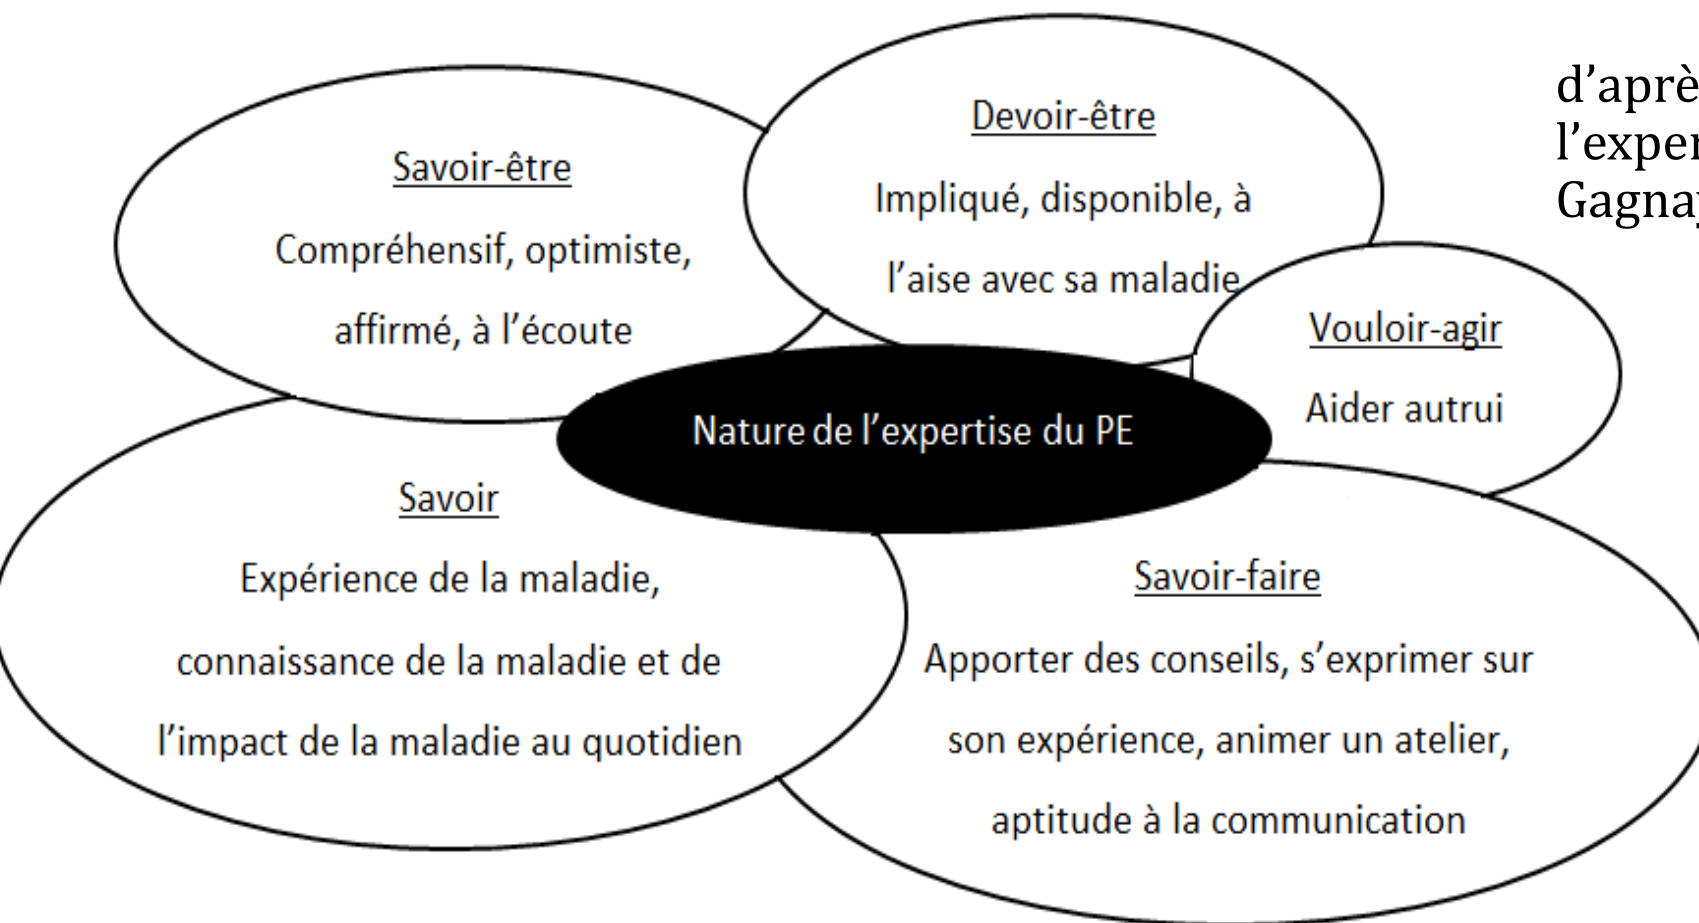 Savoir-être
Compréhensif, optimiste,
affirmé, à l’écoute
Devoir-être
Impliqué, disponible, à
l’aise avec sa maladie
Vouloir-agir
Aider autrui
Nature de l’expertise du PE
Savoir
Expérience de la maladie,
connaissance de la maladie et de
l’impact de la maladie au quotidien
Savoir-faire
Apporter des conseils, s’exprimer sur
son expérience, animer un atelier,
aptitude à la communication